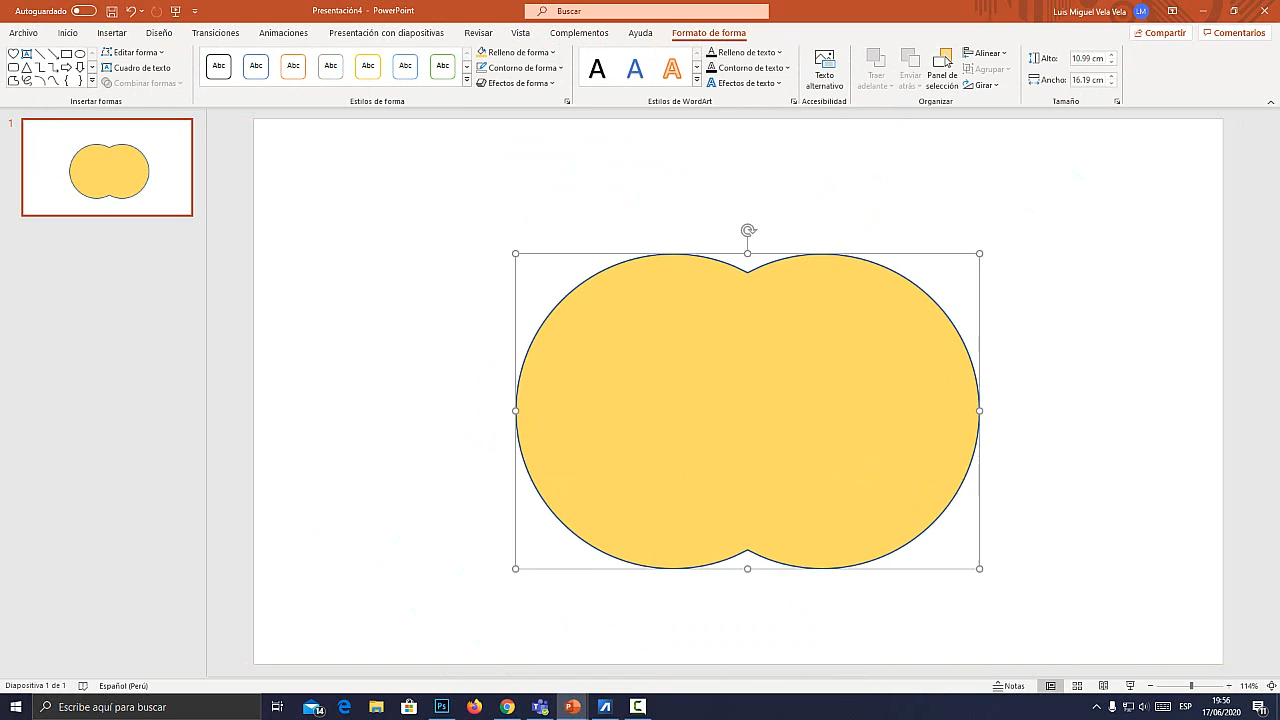 Autoguardado
Presentación4 - PowerPoint
Buscar
Luis Miguel Vela Vela
LM
Archivo
Inicio
Insertar
Diseño
Transiciones
Animaciones
Presentación con diapositivas
Revisar
Vista
Complementos
Ayuda
Formato de forma
Compartir
Comentarios
Editar forma
Cuadro de texto
Combinar formas
Insertar formas
Abc Abc Abc Abc Abc Abc Abc
Relleno de forma
Contorno de forma
Efectos de forma
Estilos de forma
A A A
Relleno de texto
Contorno de texto
Efectos de texto
Estilos de WordArt
Texto
alternativo
Accesibilidad
Traer
adelante
Enviar
atrás
Panel de
selección
Alinear
Agrupar
Girar
Organizar
Alto: 10.99 cm
Ancho: 16.19 cm
Tamaño
1
Diapositiva 1 de 1
Español (Perú)
Notas
114%
Escribe aquí para buscar
14
Ps
ESP
19:56
17/06/2020
1